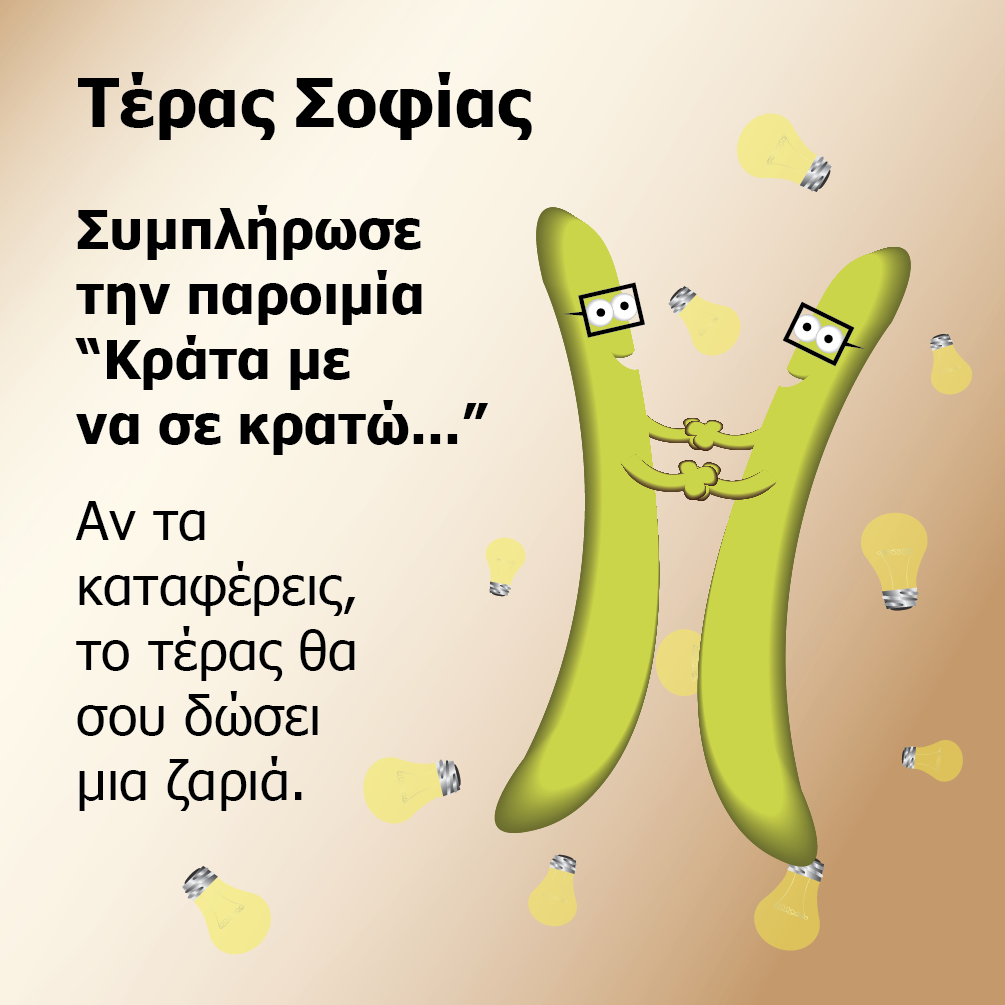 Τέρας Σοφίας
Συμπλήρωσε
την παροιμία
“Κράτα με
να σε κρατώ...”
Αν τα
καταφέρεις,
το τέρας θα
σου δώσει
μια ζαριά.